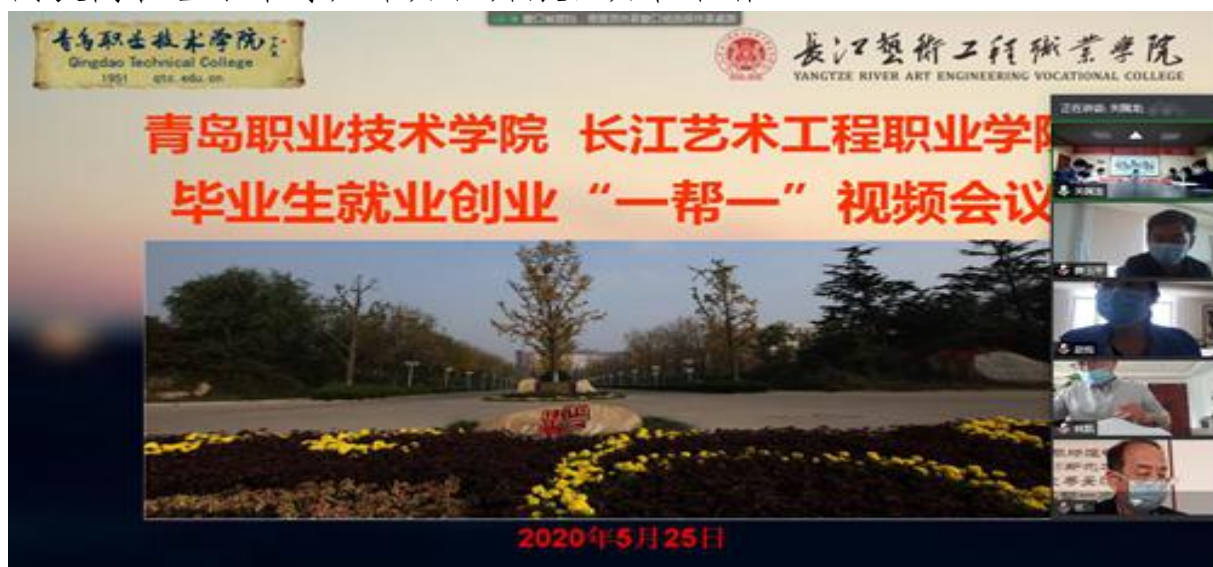 青岛职业技术学院
Qingdao Technical College
1951 qtc.edu.cn
長江藝術工程職業學院
YANGTZE RIVER ART ENGINEERING VOCATIONAL COLLEGE
青岛职业技术学院 长江艺术工程职业学
毕业生就业创业“一帮一”视频会议
2020年5月25日